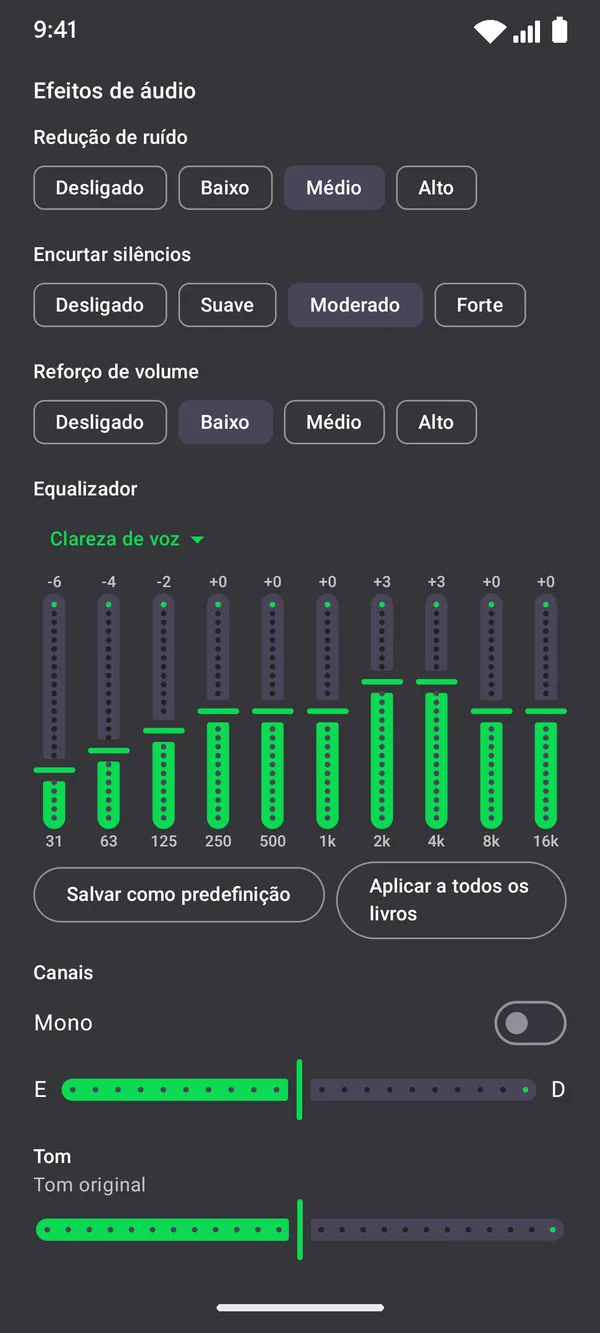 9:41
Efeitos de áudio
Redução de ruído
Desligado Baixo Médio Alto
Encurtar silêncios
Desligado Suave Moderado Forte
Reforço de volume
Desligado Baixo Médio Alto
Equalizador
Clareza de voz
-6 -4 -2 +0 +0 +0 +3 +3 +0 +0
31 63 125 250 500 1k 2k 4k 8k 16k
Salvar como predefinição
Aplicar a todos os
livros
Canais
Mono
E D
Tom
Tom original